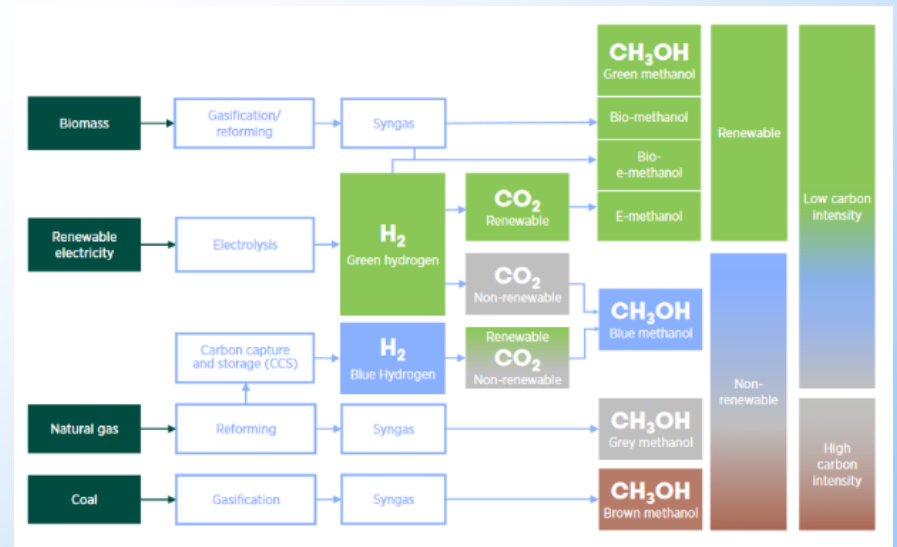 CH₃OH
Green methanol
Biomass
Gasification/
reforming
Syngas
Bio-methanol
Renewable
Bio-
e-methanol
Low carbon
intensity
Renewable
electricity
Electrolysis
H₂
Green hydrogen
CO₂
Renewable
E-methanol
CO₂
Non-renewable
CH₃OH
Blue methanol
Carbon capture
and storage (CCS)
H₂
Blue Hydrogen
Renewable
CO₂
Non-renewable
Non-
renewable
Natural gas
Reforming
Syngas
CH₃OH
Grey methanol
High
carbon
intensity
Coal
Gasification
Syngas
CH₃OH
Brown methanol